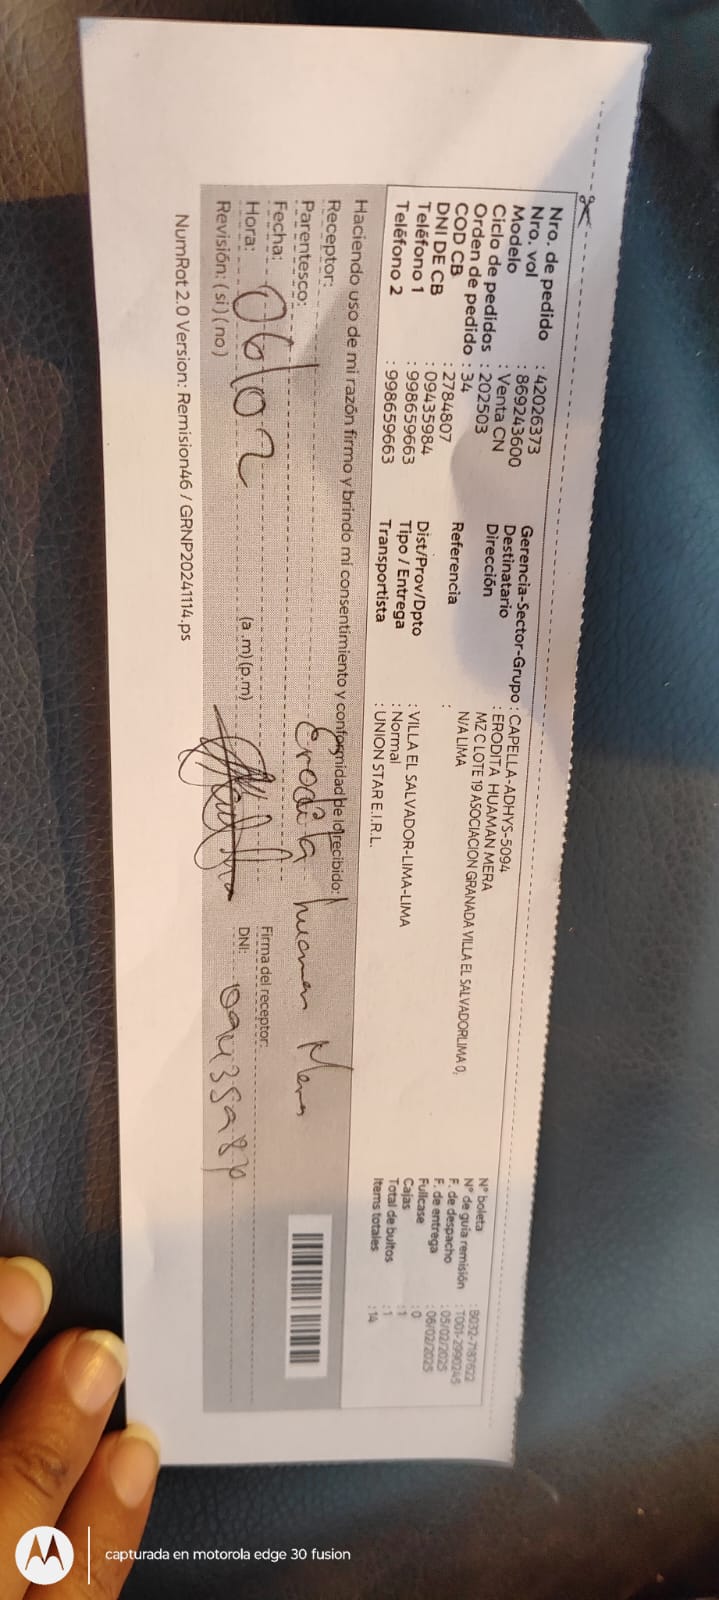 Nro. de pedido : 42026373
Nro. vol : 869243600
Modelo : Venta CN
Ciclo de pedidos : 202503
Orden de pedido : 34
COD CB : 2784807
DNI DE CB : 09435984
Teléfono 1 : 998659663
Teléfono 2 : 998659663
Gerencia-Sector-Grupo : CAPELLA-ADHVS-5094
Destinatario : ERODITA HUAMAN MERA
Dirección MZ C LOTE 19 ASOCIACION GRANADA VILLA EL SALVADORLIMA 0,
N/A LIMA
Referencia :
Dist/Prov/Dpto : VILLA EL SALVADOR-LIMA-LIMA
Tipo / Entrega : Normal
Transportista : UNION STAR E.I.R.L.
N° boleta : B032-7187622
N° de guía remisión : T001-2990245
F. de despacho : 05/02/2025
F. de entrega : 06/02/2025
Fullcase : 0
Cajas : 1
Total de bultos : 1
Items totales : 14
Haciendo uso de mi razón firmo y brindo mi consentimiento y conformidad de lo recibido:
Receptor: Erodita huaman Mera
Parentesco:
Fecha: 06/02
Hora: (a.m)(p.m)
Revisión: (si)(no)
Firma del receptor:
DNI:
NumRot 2.0 Version: Remision46 / GRNP20241114.ps
capturada en motorola edge 30 fusion